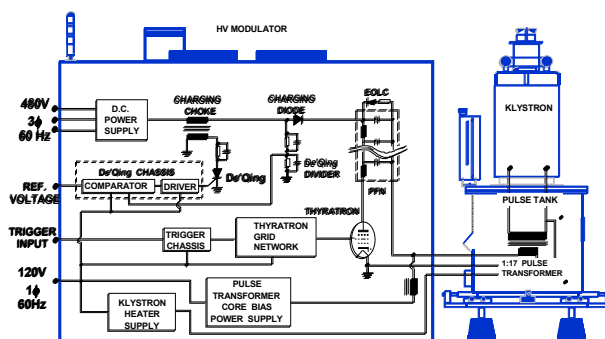 HV MODULATOR
480V
3ϕ
60 Hz
D.C.
POWER
SUPPLY
CHARGING
CHOKE
CHARGING
DIODE
EOLC
KLYSTRON
De'Qing CHASSIS
COMPARATOR
DRIVER
De'Qing
De'Qing
DIVIDER
PFN
REF.
VOLTAGE
THYRATRON
PULSE TANK
TRIGGER
INPUT
TRIGGER
CHASSIS
THYRATRON
GRID
NETWORK
1:17 PULSE
TRANSFORMER
120V
1ϕ
60Hz
KLYSTRON
HEATER
SUPPLY
PULSE
TRANSFORMER
CORE BIAS
POWER SUPPLY